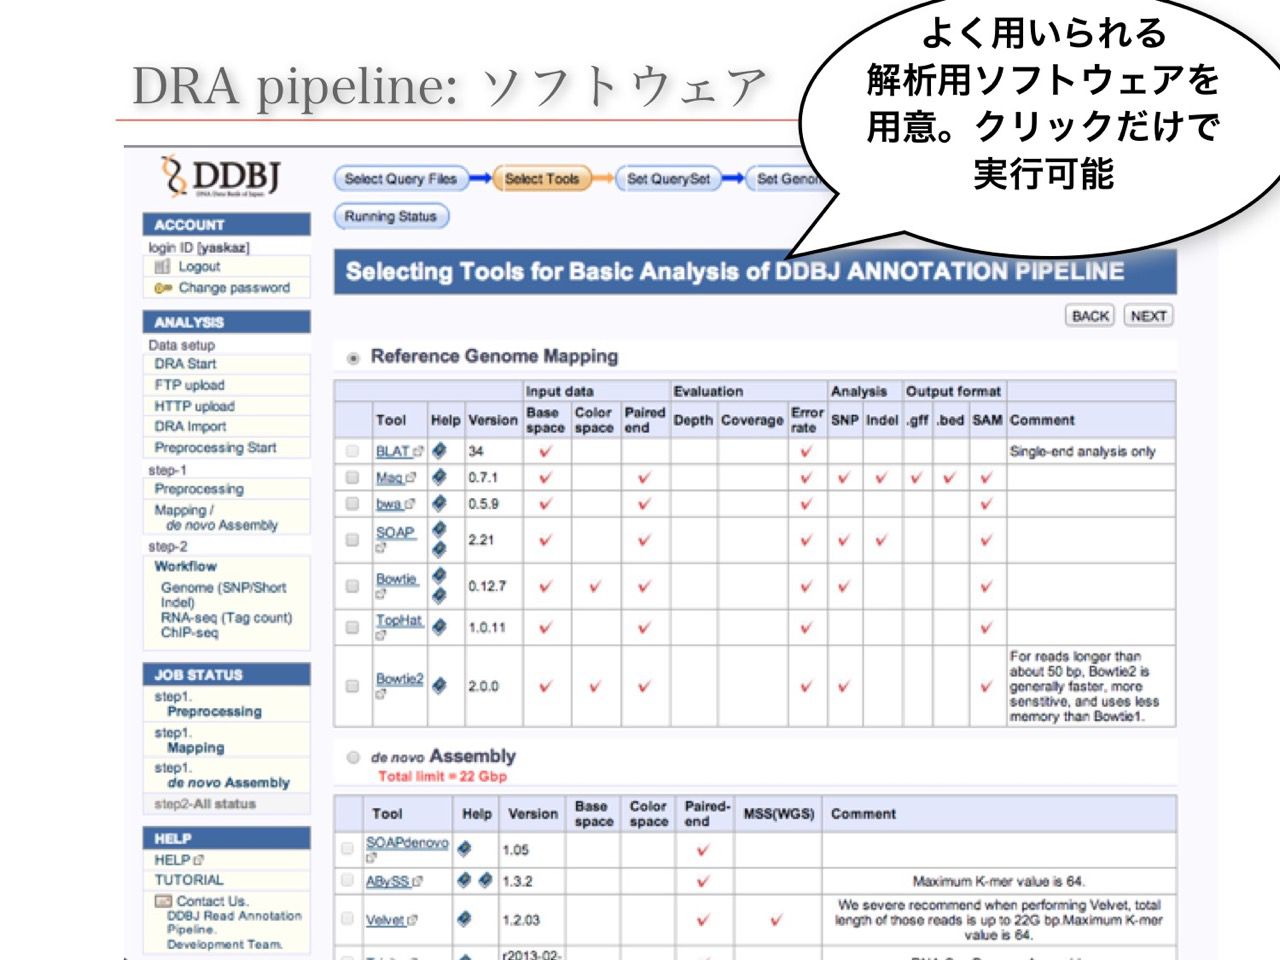 よく用いられる
解析用ソフトウェアを
用意。クリックだけで
実行可能
DRA pipeline: ソフトウェア
DDBJ
Select Query Files
Select Tools
Set QuerySet
Running Status
ACCOUNT
login ID [yaskaz]
Logout
Change password
ANALYSIS
Data setup
DRA Start
FTP upload
HTTP upload
DRA Import
Preprocessing Start
step-1
Preprocessing
Mapping /
de novo Assembly
step-2
Workflow
Genome (SNP/Short
Indel)
RNA-seq (Tag count)
ChIP-seq
JOB STATUS
step1.
Preprocessing
step1.
Mapping
step1.
de novo Assembly
step2-All status
HELP
HELP
TUTORIAL
Contact Us.
DDBJ Read Annotation
Pipeline.
Development Team.
Selecting Tools for Basic Analysis of DDBJ ANNOTATION PIPELINE
BACK NEXT
Reference Genome Mapping
Input data Evaluation Analysis Output format
Tool Help Version Base space Color space Paired end Depth Coverage Error rate SNP Indel .gff .bed SAM Comment
BLAT 34 ✓ ✓ Single-end analysis only
Maq 0.7.1 ✓ ✓ ✓ ✓ ✓ ✓ ✓ ✓
bwa 0.5.9 ✓ ✓ ✓ ✓
SOAP 2.21 ✓ ✓ ✓ ✓ ✓ ✓
Bowtie 0.12.7 ✓ ✓ ✓ ✓ ✓ ✓
TopHat 1.0.11 ✓ ✓ ✓ ✓
Bowtie2 2.0.0 ✓ ✓ ✓ ✓ ✓ ✓
For reads longer than
about 50 bp, Bowtie2 is
generally faster, more
sensitive, and uses less
memory than Bowtie1.
de novo Assembly
Total limit = 22 Gbp
Tool Help Version Base space Color space Paired-end MSS(WGS) Comment
SOAPdenovo 1.05 ✓
ABySS 1.3.2 ✓ Maximum K-mer value is 64.
Velvet 1.2.03 ✓ ✓
We severe recommend when performing Velvet, total
length of those reads is up to 22G bp.Maximum K-mer
value is 64.
r2013-02-